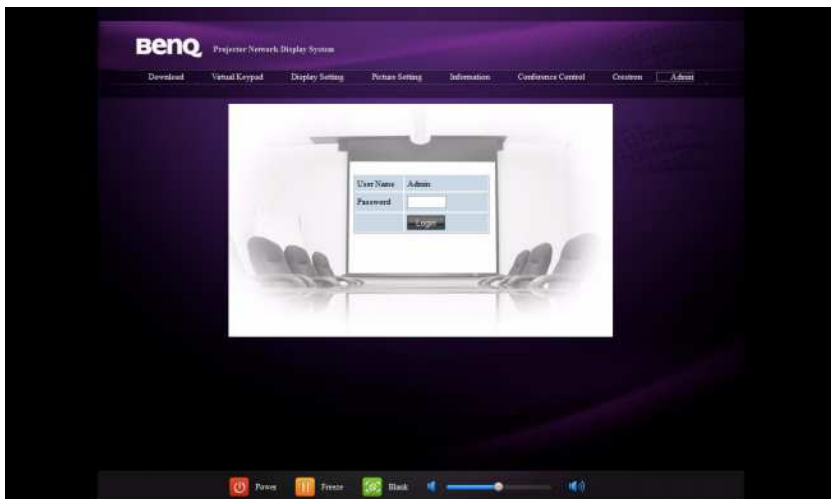 BenQ Projector Network Display System
Download Virtual Keypad Display Setting Picture Setting Information Conference Control Crestron Admin
User Name Admin
Password
Login
Power Freeze Blank